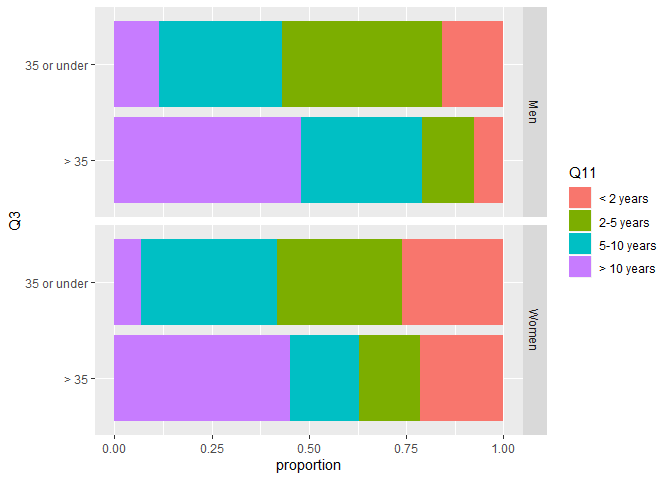 35 or under
> 35
Men
35 or under
> 35
Women
Q3
0.00 0.25 0.50 0.75 1.00
proportion
Q11
< 2 years
2-5 years
5-10 years
> 10 years